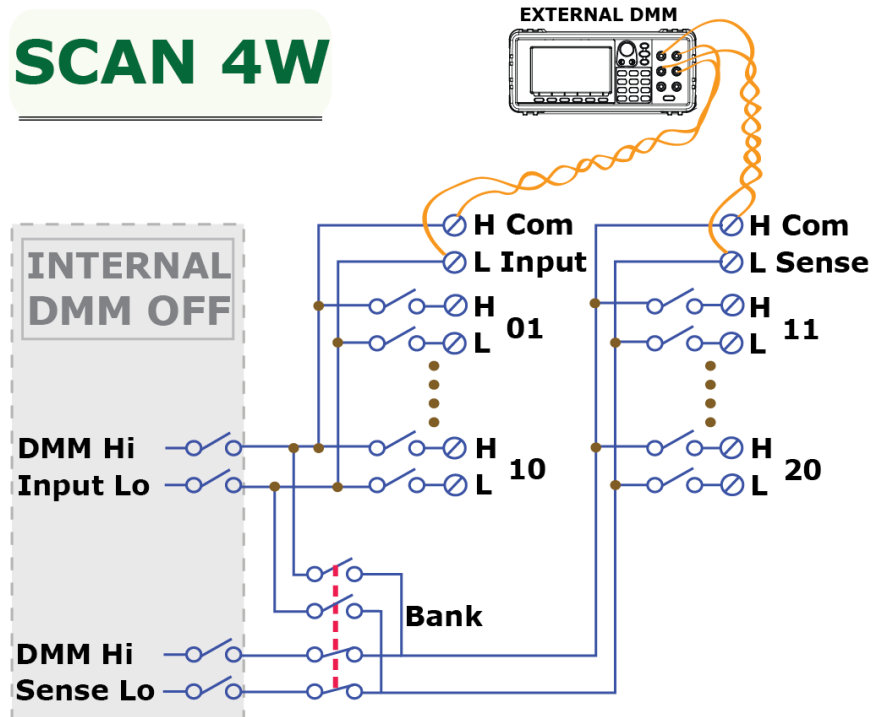 EXTERNAL DMM
SCAN 4W
H Com
H Com
L Input
L Sense
INTERNAL
DMM OFF
H
01
L
H
11
L
DMM Hi
Input Lo
H
10
L
H
20
L
Bank
DMM Hi
Sense Lo